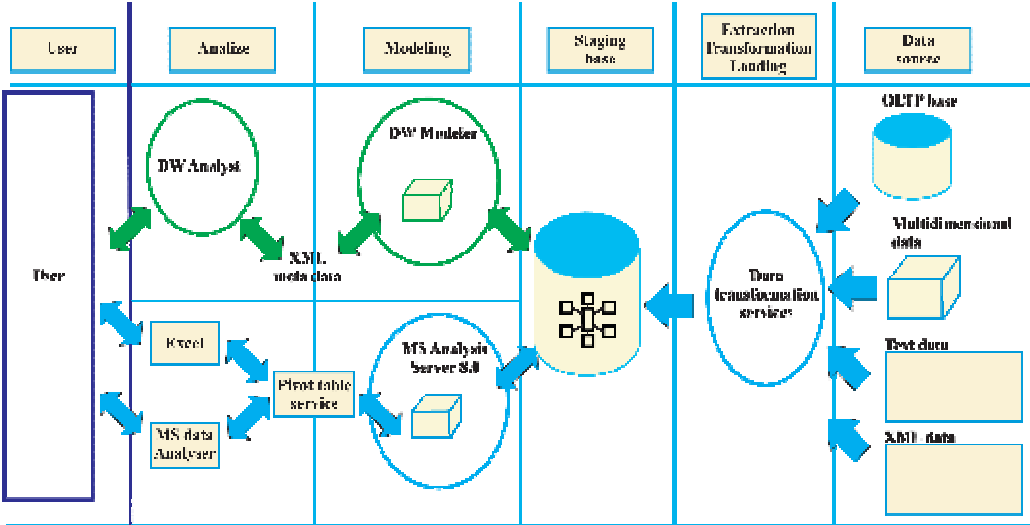 User
Analize
Modeling
Staging
base
Extraction
Transformation
Loading
Data
source
OLTP base
DW Analyst
DW Modeler
XML
meta data
User
Multidimensional
data
Data
transformation
services
Excel
MS Analysis
Server 8.0
Pivot table
service
MS data
Analyser
Text data
XML data